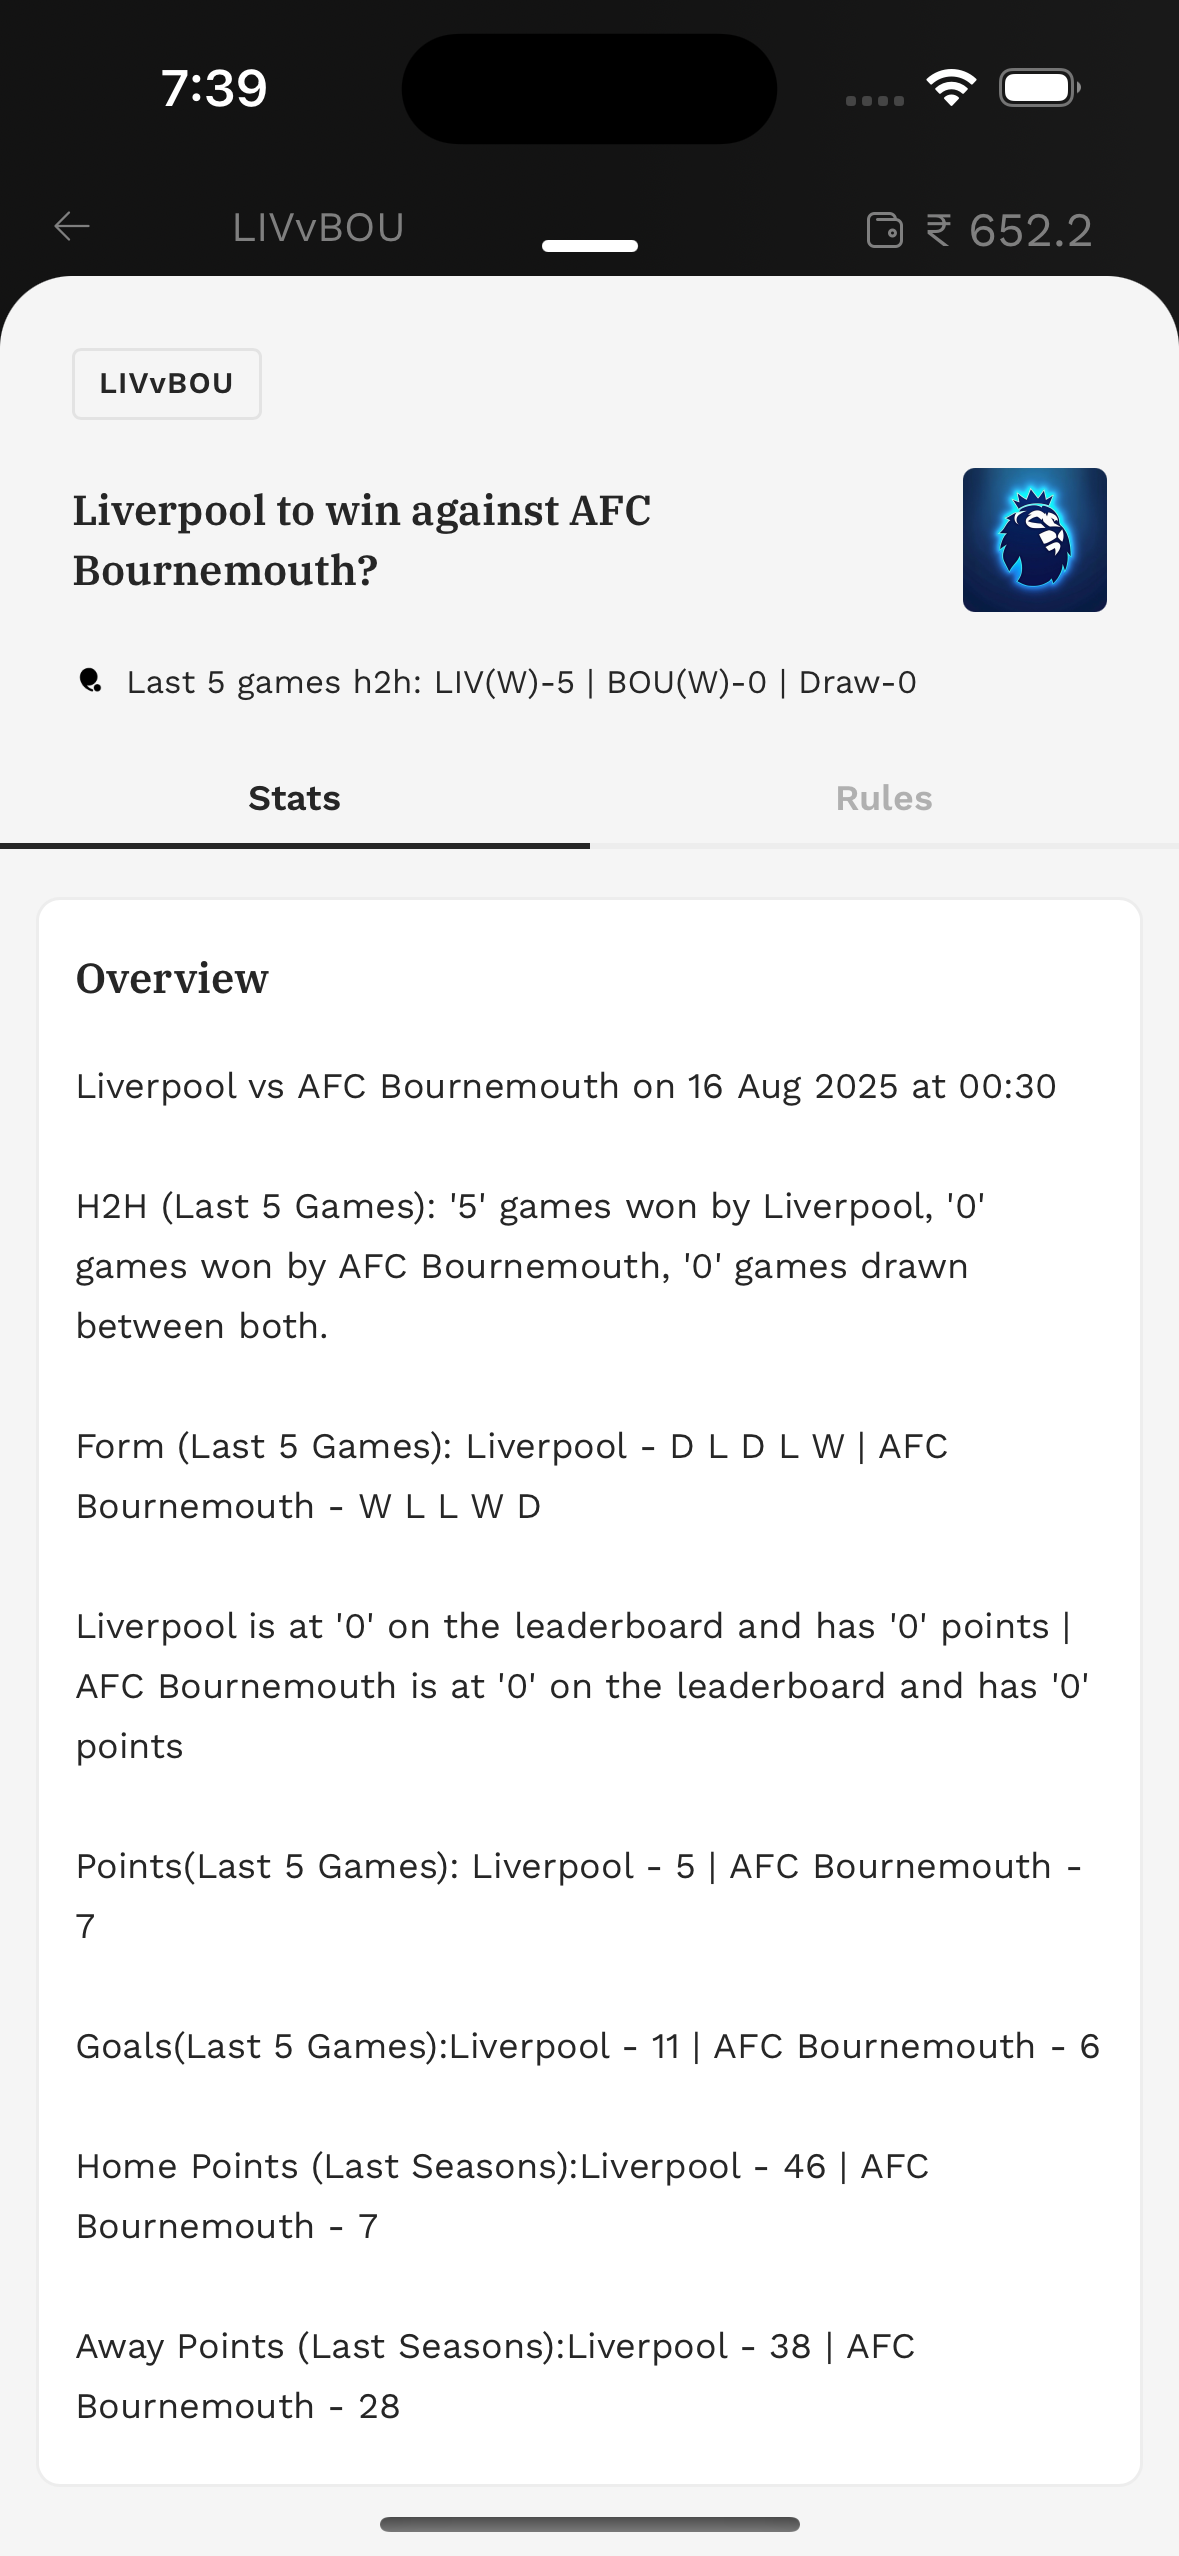 7:39
LIVvBOU
₹ 652.2
LIVvBOU
Liverpool to win against AFC
Bournemouth?
Last 5 games h2h: LIV(W)-5 | BOU(W)-0 | Draw-0
Stats
Rules
Overview
Liverpool vs AFC Bournemouth on 16 Aug 2025 at 00:30
H2H (Last 5 Games): '5' games won by Liverpool, '0'
games won by AFC Bournemouth, '0' games drawn
between both.
Form (Last 5 Games): Liverpool - D L D L W | AFC
Bournemouth - W L L W D
Liverpool is at '0' on the leaderboard and has '0' points |
AFC Bournemouth is at '0' on the leaderboard and has '0'
points
Points(Last 5 Games): Liverpool - 5 | AFC Bournemouth -
7
Goals(Last 5 Games):Liverpool - 11 | AFC Bournemouth - 6
Home Points (Last Seasons):Liverpool - 46 | AFC
Bournemouth - 7
Away Points (Last Seasons):Liverpool - 38 | AFC
Bournemouth - 28